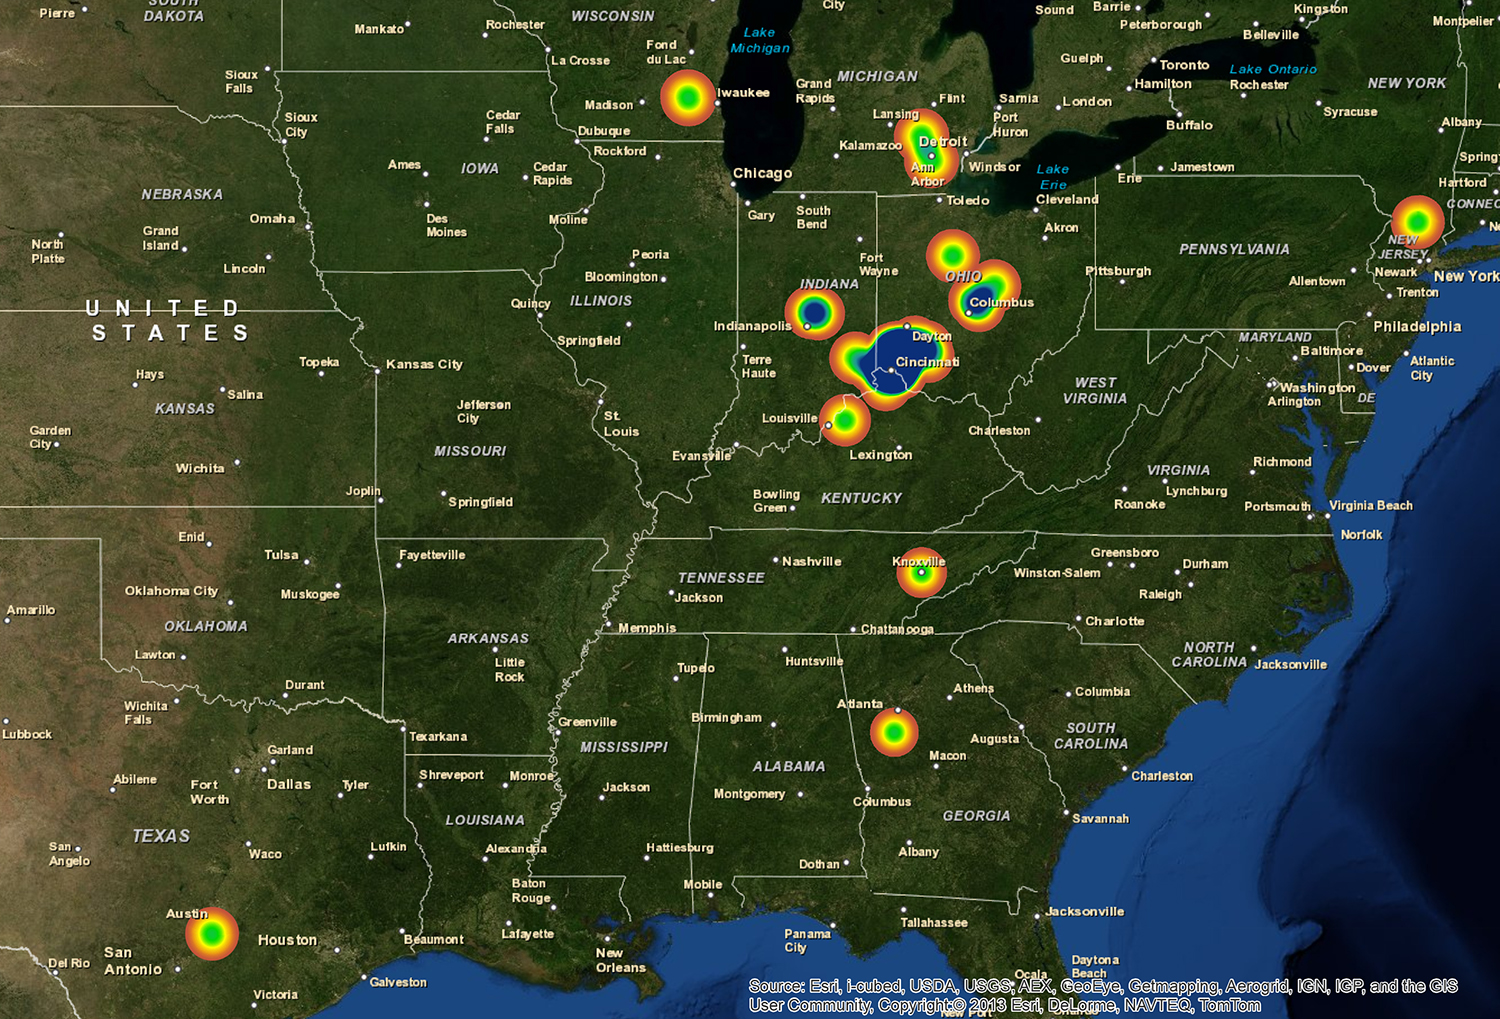 SOUTH
DAKOTA
Pierre
Mankato
Rochester
WISCONSIN
Fond
du Lac
La Crosse
Lake
Michigan
City
Sound
Barrie
Peterborough
Kingston
Belleville
Montpelier
Sioux
Falls
Madison
lwaukee
Grand
Rapids
MICHIGAN
Flint
Lansing
Sarnia
Port
Huron
Guelph
Toronto
Hamilton
London
Lake Ontario
Rochester
NEW YORK
Syracuse
Buffalo
Albany
Sioux
City
Cedar
Falls
Dubuque
Rockford
Kalamazoo
Detroit
Ann
Arbor
Windsor
Lake
Erie
Erie
Jamestown
Springf
Hartford
CONNEC
Ames
IOWA
Cedar
Rapids
Chicago
Gary
South
Bend
Toledo
Cleveland
Akron
NEBRASKA
Omaha
Des
Moines
Moline
North
Platte
Grand
Island
Lincoln
Peoria
Bloomington
Fort
Wayne
OHIO
Pittsburgh
PENNSYLVANIA
Allentown
NEW
JERSEY
Newark
New York
Trenton
UNITED
STATES
Quincy
ILLINOIS
INDIANA
Columbus
Springfield
Indianapolis
Dayton
Cincinnati
Terre
Haute
Philadelphia
MARYLAND
Baltimore
Dover
Atlantic
City
Washington
Arlington
DE
Hays
Topeka
Kansas City
Salina
KANSAS
Jefferson
City
St.
Louis
Louisville
WEST
VIRGINIA
Charleston
Garden
City
Wichita
MISSOURI
Evansville
Lexington
Richmond
VIRGINIA
Lynchburg
Roanoke
Portsmouth
Virginia Beach
Norfolk
Joplin
Springfield
Bowling
Green
KENTUCKY
Enid
Tulsa
Fayetteville
Nashville
Knoxville
Greensboro
Winston-Salem
Durham
Raleigh
Amarillo
Oklahoma City
Muskogee
TENNESSEE
Jackson
OKLAHOMA
ARKANSAS
Memphis
Chattanooga
Charlotte
Lawton
Little
Rock
Tupelo
Huntsville
NORTH
CAROLINA
Jacksonville
Durant
Wichita
Falls
Athens
Columbia
Atlanta
Lubbock
Texarkana
Greenville
MISSISSIPPI
Birmingham
Augusta
SOUTH
CAROLINA
Garland
Abilene
Fort
Worth
Dallas
Tyler
Shreveport
Monroe
Jackson
ALABAMA
Montgomery
Macon
Charleston
Columbus
GEORGIA
Savannah
TEXAS
LOUISIANA
San
Angelo
Waco
Lufkin
Alexandria
Hattiesburg
Dothan
Albany
Baton
Rouge
Mobile
Austin
Houston
Beaumont
Lafayette
New
Orleans
Panama
City
Tallahassee
Jacksonville
San
Antonio
Del Rio
Victoria
Galveston
Daytona
Beach
Ocala
Source: Esri, i-cubed, USDA, USGS, AEX, GeoEye, Getmapping, Aerogrid, IGN, IGP, and the GIS
User Community, Copyright:© 2013 Esri, DeLorme, NAVTEQ, TomTom
New Port
Orlando